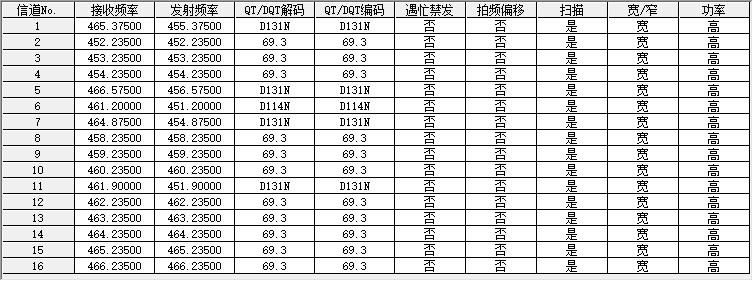 信道No. 接收频率 发射频率 QT/DQT解码 QT/DQT编码 遇忙禁发 拍频偏移 扫描 宽/窄 功率
1 465.37500 455.37500 D131N D131N 否 否 是 宽 高
2 452.23500 452.23500 69.3 69.3 否 否 是 宽 高
3 453.23500 453.23500 69.3 69.3 否 否 是 宽 高
4 454.23500 454.23500 69.3 69.3 否 否 是 宽 高
5 466.57500 456.57500 D131N D131N 否 否 是 宽 高
6 461.20000 451.20000 D114N D114N 否 否 是 宽 高
7 464.87500 454.87500 D131N D131N 否 否 是 宽 高
8 458.23500 458.23500 69.3 69.3 否 否 是 宽 高
9 459.23500 459.23500 69.3 69.3 否 否 是 宽 高
10 460.23500 460.23500 69.3 69.3 否 否 是 宽 高
11 461.90000 451.90000 D131N D131N 否 否 是 宽 高
12 462.23500 462.23500 69.3 69.3 否 否 是 宽 高
13 463.23500 463.23500 69.3 69.3 否 否 是 宽 高
14 464.23500 464.23500 69.3 69.3 否 否 是 宽 高
15 465.23500 465.23500 69.3 69.3 否 否 是 宽 高
16 466.23500 466.23500 69.3 69.3 否 否 是 宽 高